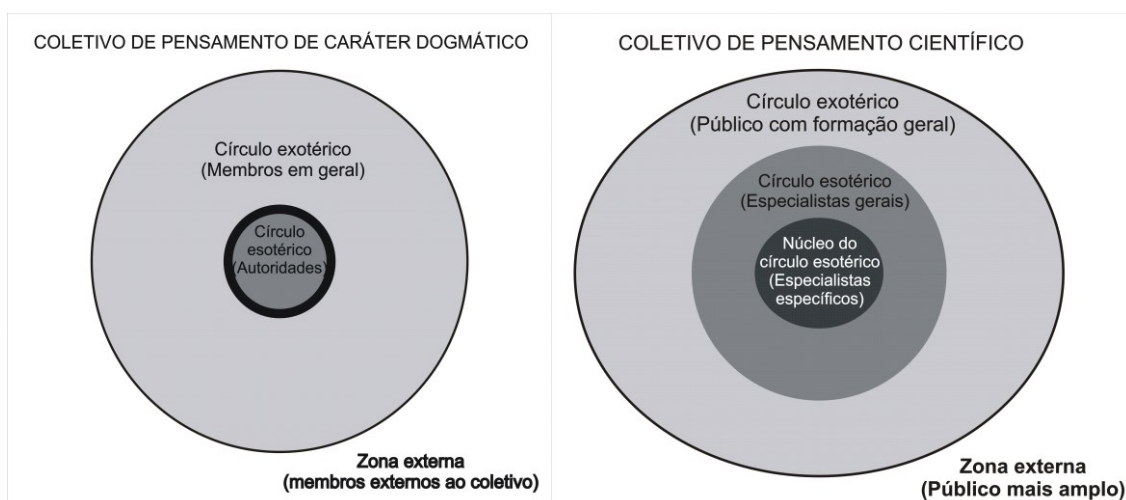 COLETIVO DE PENSAMENTO DE CARÁTER DOGMÁTICO
Círculo exotérico
(Membros em geral)
Círculo
esotérico
(Autoridades)
Zona externa
(membros externos ao coletivo)
COLETIVO DE PENSAMENTO CIENTÍFICO
Círculo exotérico
(Público com formação geral)
Círculo esotérico
(Especialistas gerais)
Núcleo do
círculo esotérico
(Especialistas
específicos)
Zona externa
(Público mais amplo)